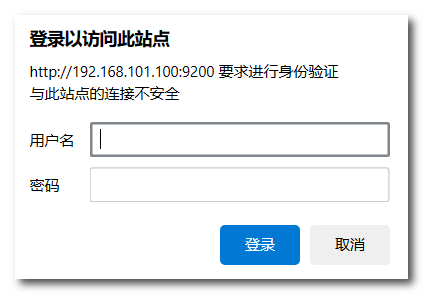 登录以访问此站点
http://192.168.101.100:9200 要求进行身份验证
与此站点的连接不安全
用户名
密码
登录 取消